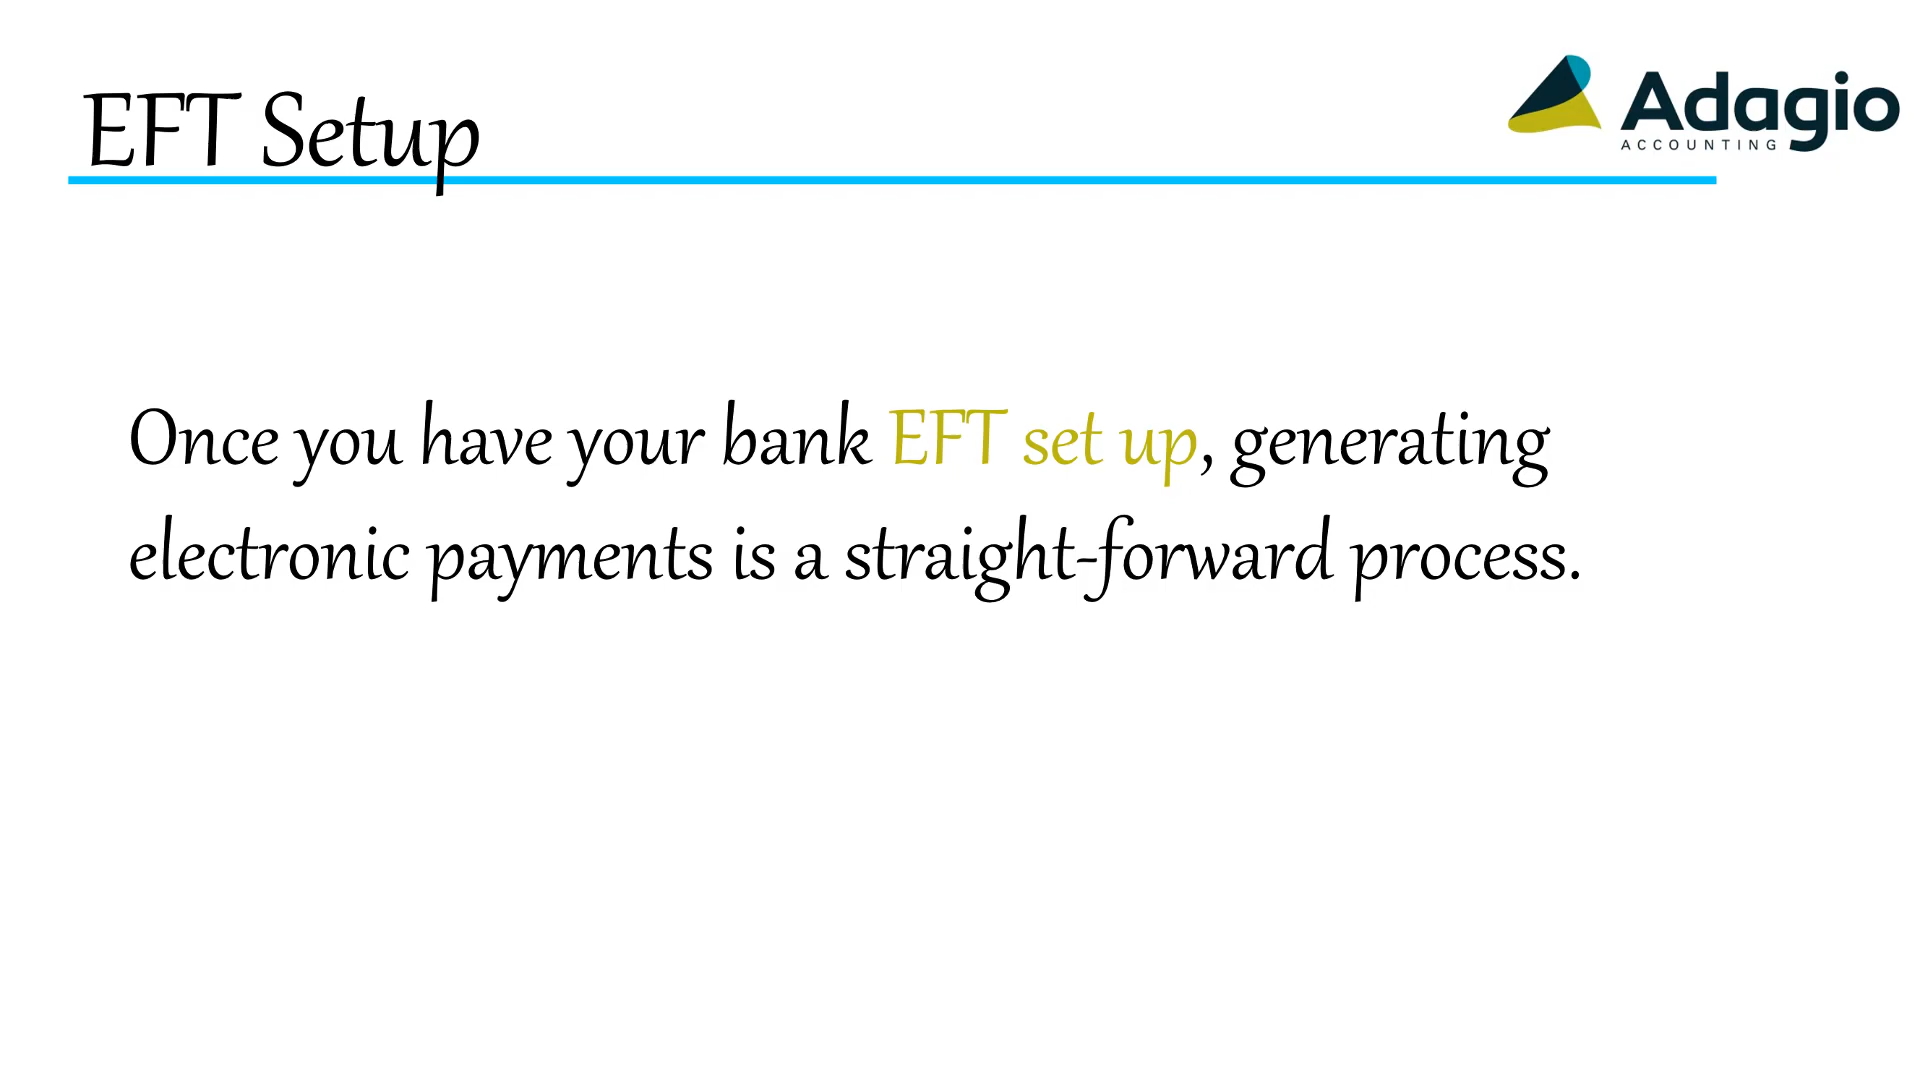 EFT Setup
Adagio
ACCOUNTING
Once you have your bank EFT set up, generating
electronic payments is a straight-forward process.